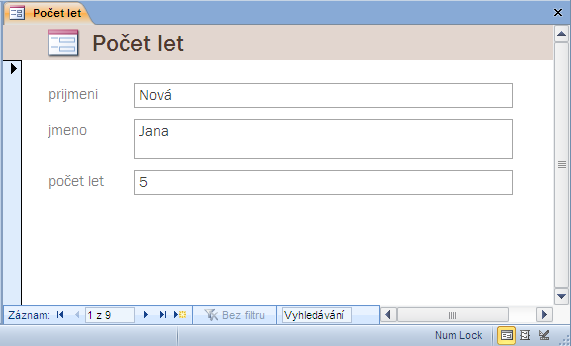 Počet let
Počet let
prijmeni Nová
jmeno Jana
počet let 5
Záznam: 1 z 9 Bez filtru Vyhledávání
Num Lock